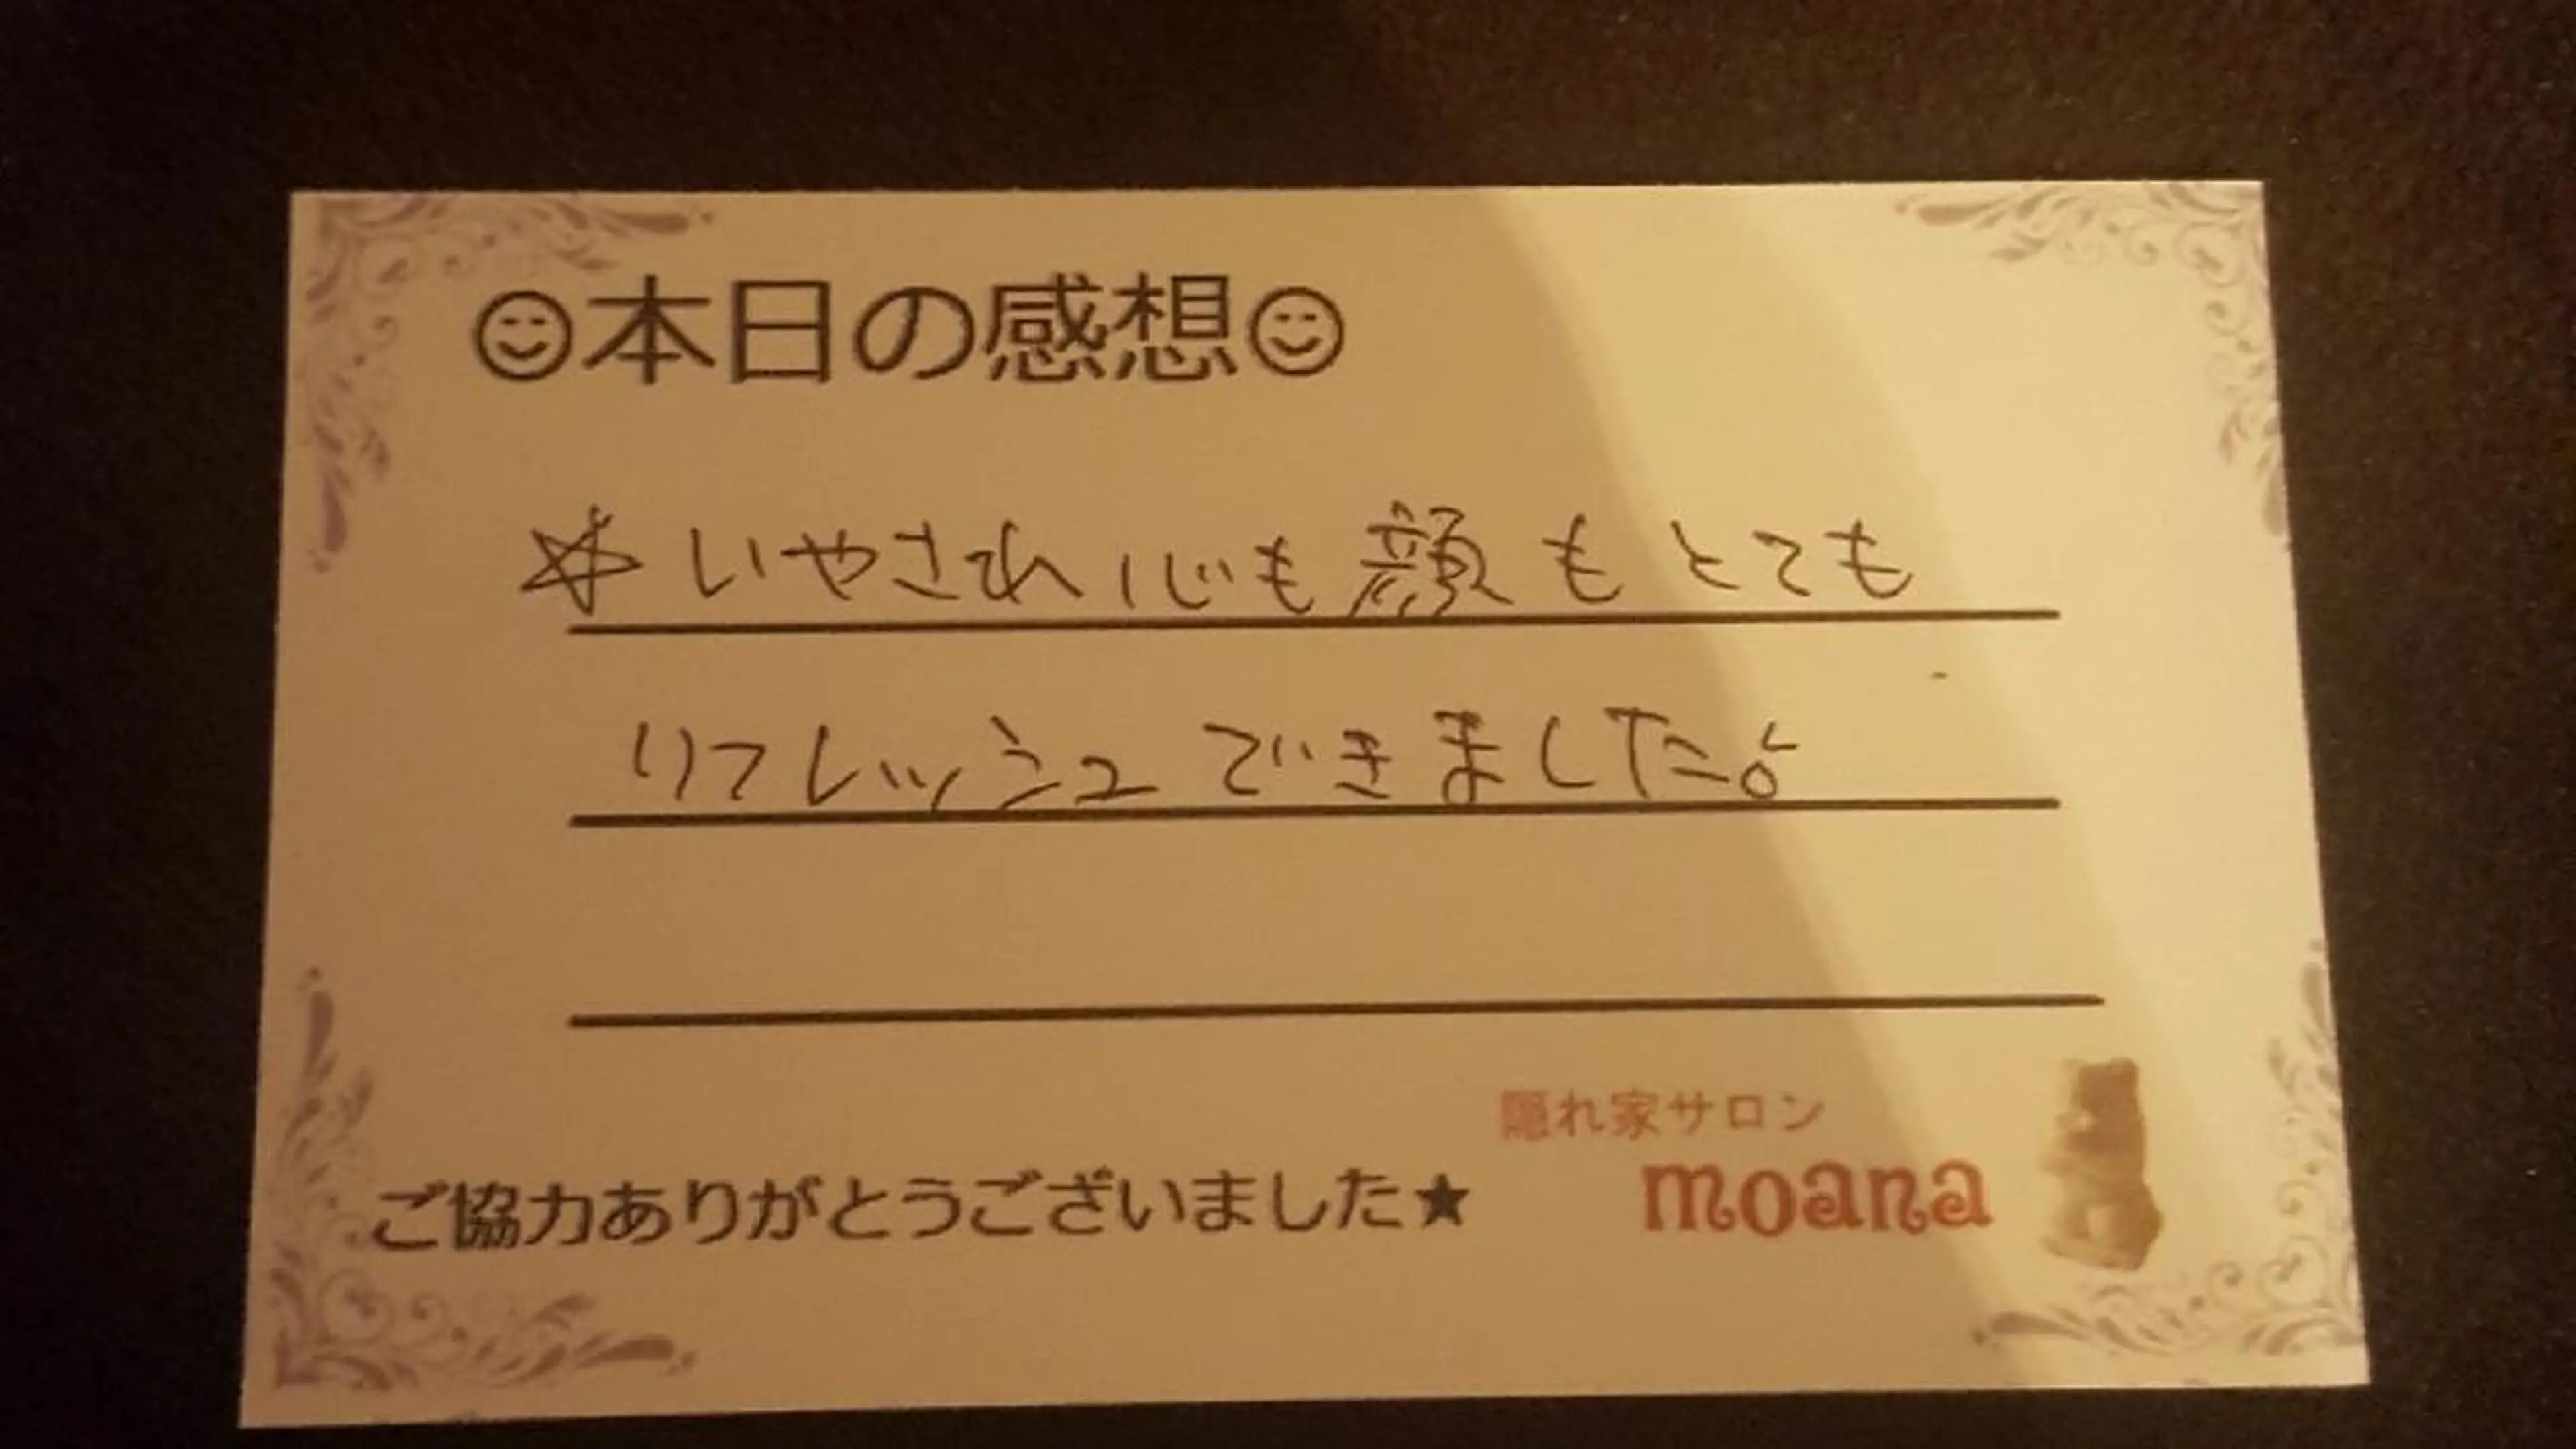 ☺本日の感想☺
☆いやされ心も顔もとても
リフレッシュできました♪
隠れ家サロン
ご協力ありがとうございました★ moana